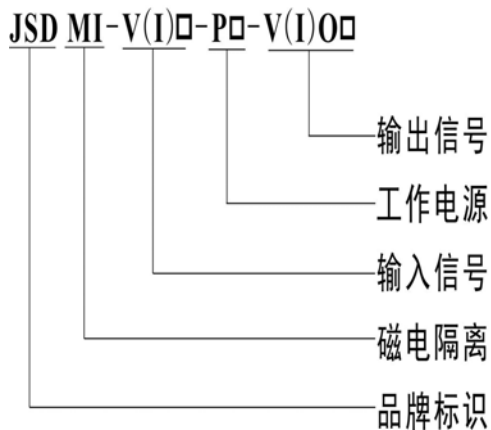 JSD MI-V(I)□-P□-V(I)O□
输出信号
工作电源
输入信号
磁电隔离
品牌标识